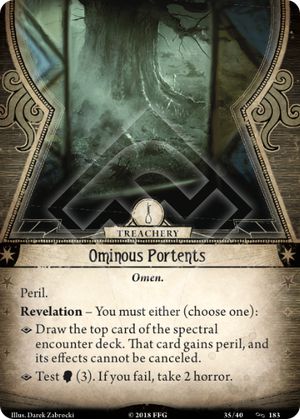 TREACHERY
Ominous Portents
Omen.
Peril.
Revelation – You must either (choose one):
Draw the top card of the spectral
encounter deck. That card gains peril, and
its effects cannot be canceled.
Test (3). If you fail, take 2 horror.
Illus. Darek Zabrocki © 2018 FFG 35/40 183